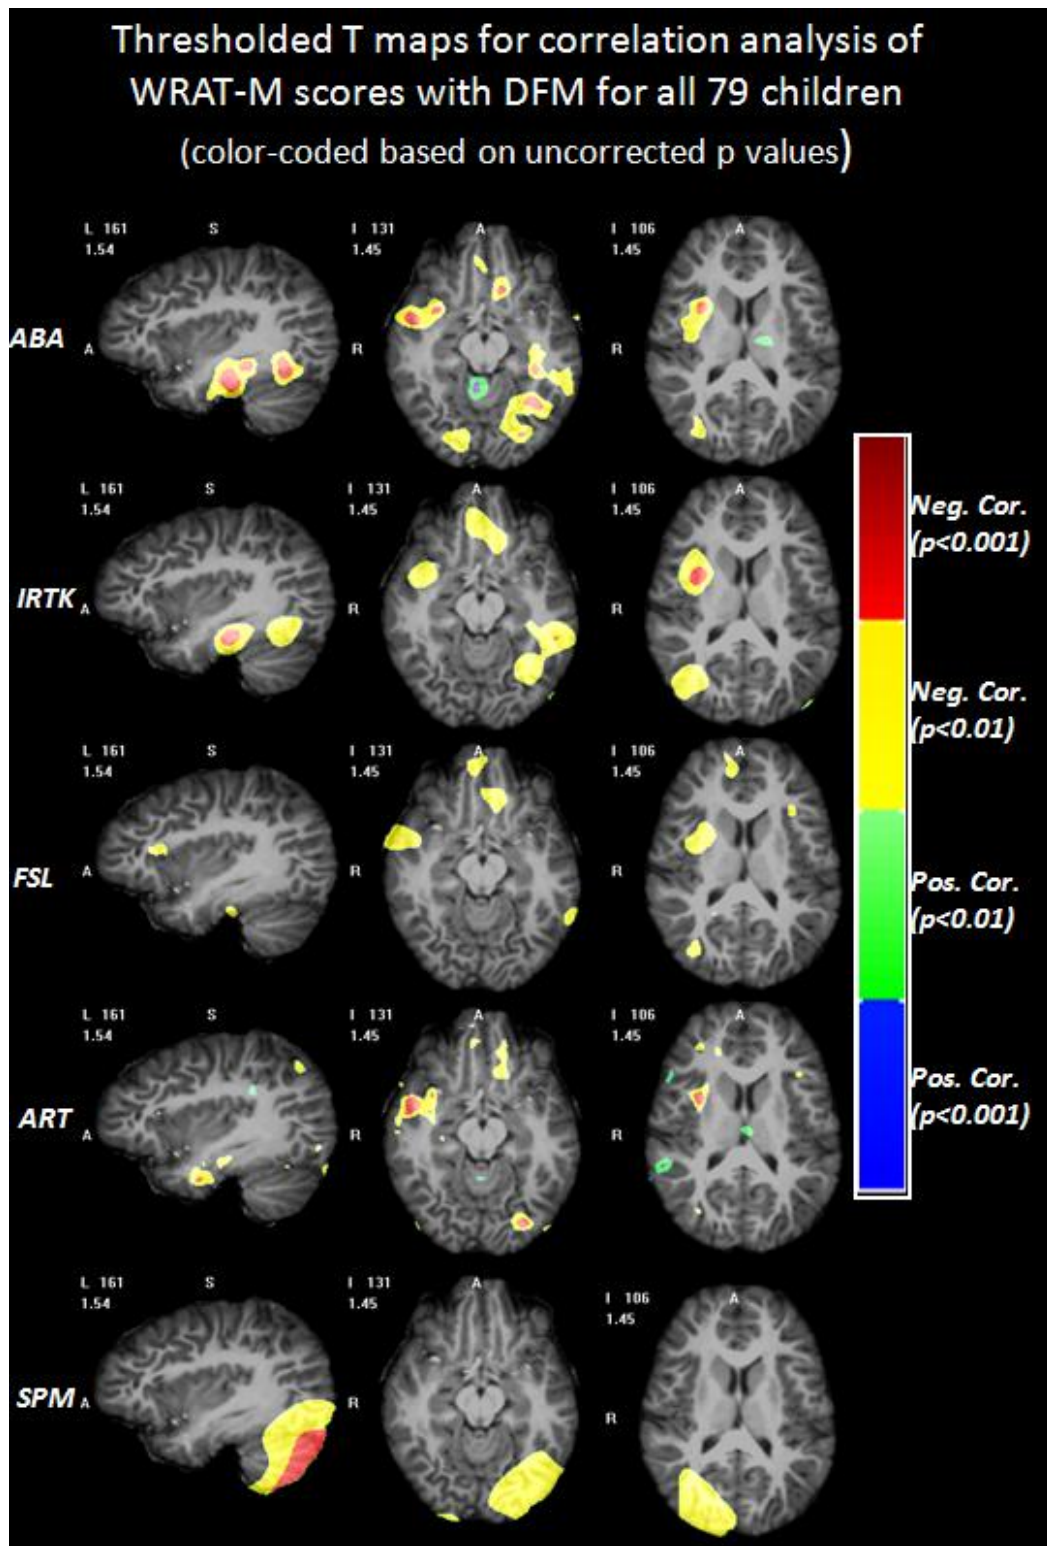 Thresholded T maps for correlation analysis of
WRAT-M scores with DFM for all 79 children
(color-coded based on uncorrected p values)
L 161
1.54
S
I 131
1.45
A
I 106
1.45
A
ABA
A
R
R
L 161
1.54
S
I 131
1.45
A
I 106
1.45
A
IRTK
A
R
R
L 161
1.54
S
I 131
1.45
A
I 106
1.45
A
FSL
A
R
R
L 161
1.54
S
I 131
1.45
A
I 106
1.45
A
ART
A
R
R
L 161
1.54
S
I 131
1.45
A
I 106
1.45
A
SPM
A
R
R
Neg. Cor.
(p<0.001)
Neg. Cor.
(p<0.01)
Pos. Cor.
(p<0.01)
Pos. Cor.
(p<0.001)